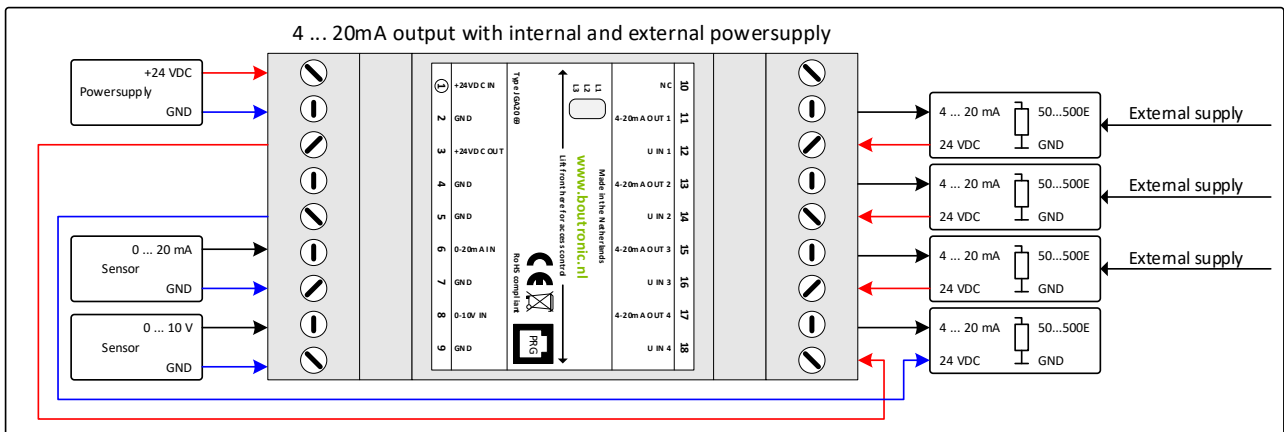 4 ... 20mA output with internal and external powersupply
+24 VDC
Powersupply
GND
0 ... 20 mA
Sensor
GND
0 ... 10 V
Sensor
GND
1 +24VDC IN
2 GND
3 +24VDC OUT
4 GND
5 GND
6 0-20mA IN
7 GND
8 0-10V IN
9 GND
L1
L2
L3
Lift front here for access control
www.boutronic.nl
Made in the Netherlands
CE
RoHS compliant
PRG
NC 10
4-20mA OUT 1 11
U IN 1 12
4-20mA OUT 2 13
U IN 2 14
4-20mA OUT 3 15
U IN 3 16
4-20mA OUT 4 17
U IN 4 18
4 ... 20 mA 50...500E
24 VDC GND
External supply
4 ... 20 mA 50...500E
24 VDC GND
External supply
4 ... 20 mA 50...500E
24 VDC GND
External supply
4 ... 20 mA 50...500E
24 VDC GND